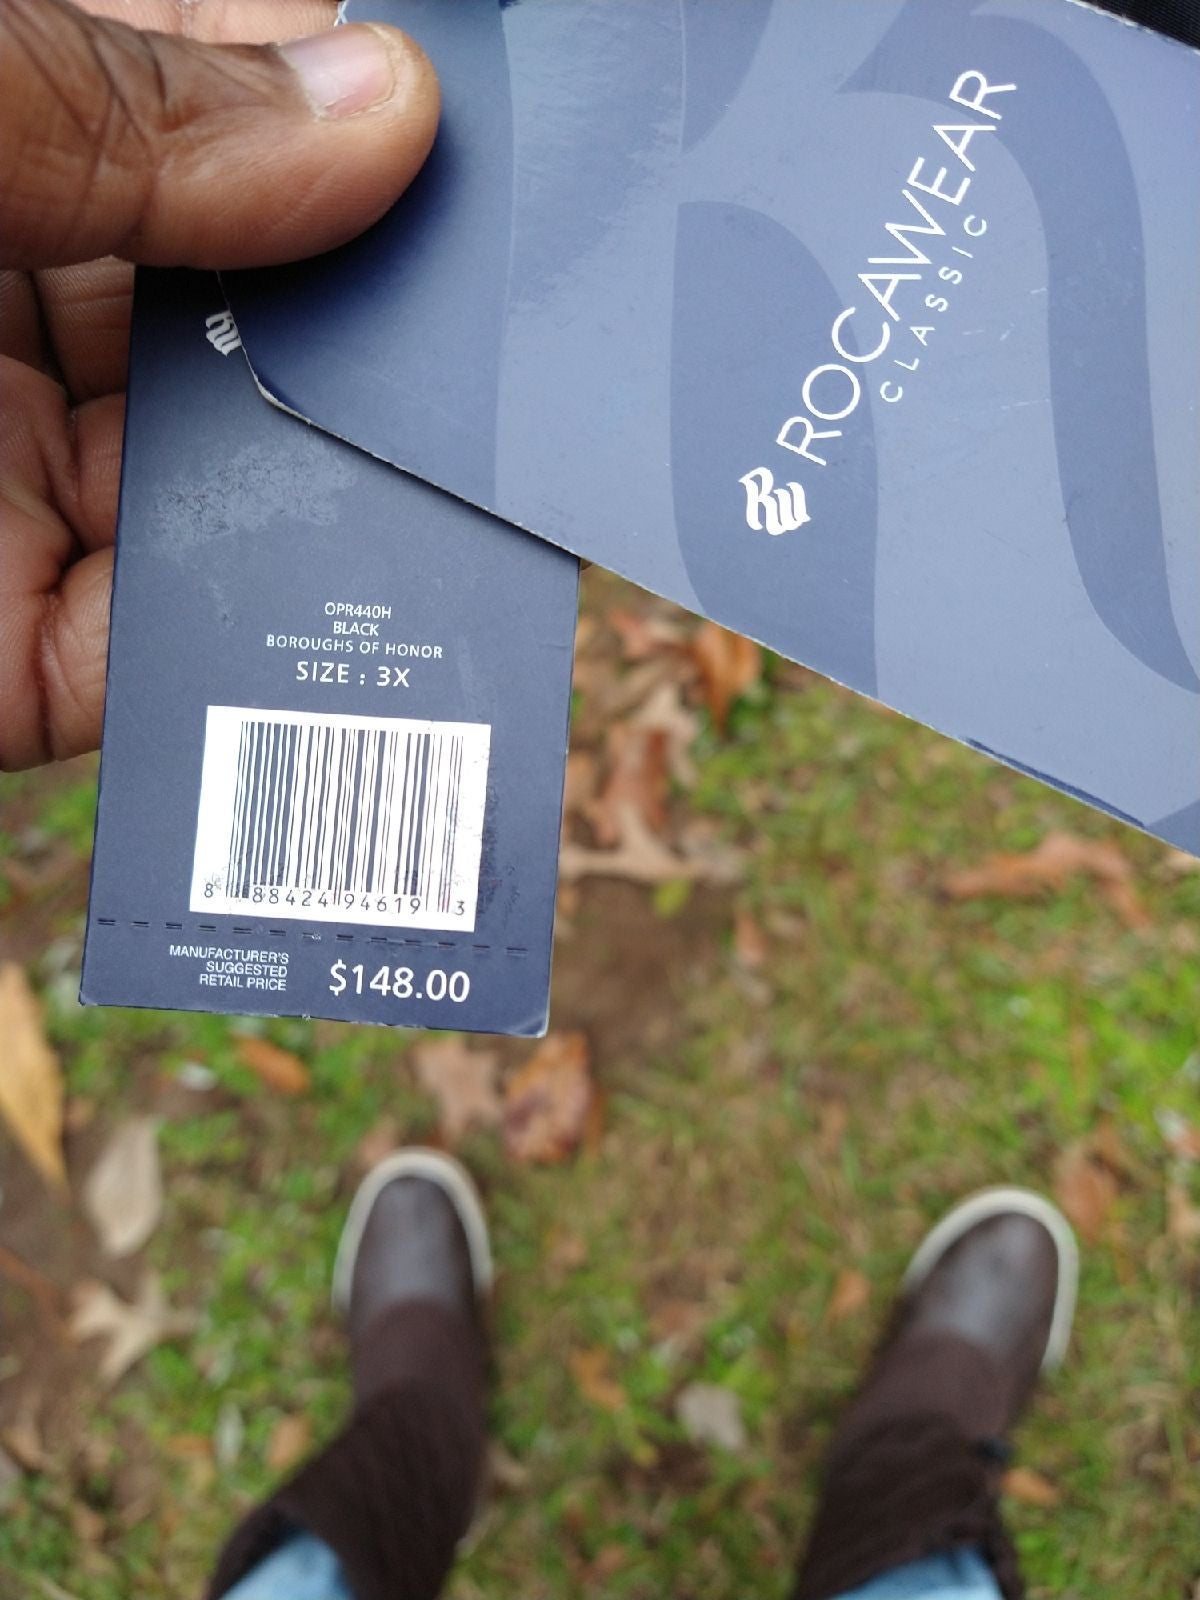 ROCAWEAR
CLASSIC
RW
RW
OPR440H
BLACK
BOROUGHS OF HONOR
SIZE : 3X
8 88424 94619 3
MANUFACTURER'S
SUGGESTED
RETAIL PRICE
$148.00